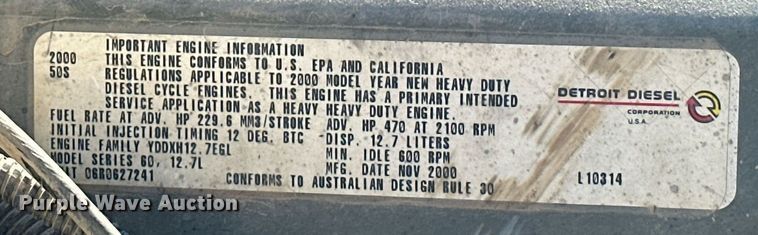 IMPORTANT ENGINE INFORMATION
2000 THIS ENGINE CONFORMS TO U.S. EPA AND CALIFORNIA
50S REGULATIONS APPLICABLE TO 2000 MODEL YEAR NEW HEAVY DUTY
DIESEL CYCLE ENGINES. THIS ENGINE HAS A PRIMARY INTENDED
SERVICE APPLICATION AS A HEAVY HEAVY DUTY ENGINE.
FUEL RATE AT ADV. HP 229.6 MM3/STROKE ADV. HP 470 AT 2100 RPM
INITIAL INJECTION TIMING 12 DEG. BTC DISP. 12.7 LITERS
ENGINE FAMILY YDDXH12.7EGL MIN. IDLE 600 RPM
MODEL SERIES 60, 12.7L MFG. DATE NOV 2000
UNIT 06R0627241 CONFORMS TO AUSTRALIAN DESIGN RULE 30 L10314
DETROIT DIESEL
CORPORATION
U.S.A.
Purple Wave Auction